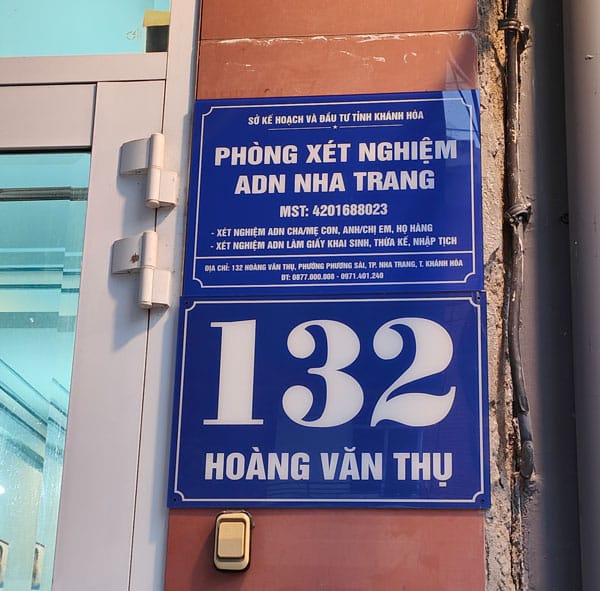 SỞ KẾ HOẠCH VÀ ĐẦU TƯ TỈNH KHÁNH HÒA
PHÒNG XÉT NGHIỆM
ADN NHA TRANG
MST: 4201688023
- XÉT NGHIỆM ADN CHA/MẸ CON, ANH/CHỊ EM, HỌ HÀNG
- XÉT NGHIỆM ADN LÀM GIẤY KHAI SINH, THỪA KẾ, NHẬP TỊCH
ĐỊA CHỈ: 132 HOÀNG VĂN THỤ, PHƯỜNG PHƯƠNG SÀI, TP. NHA TRANG, T. KHÁNH HÒA
ĐT: 0877.000.008 - 0971.401.240
132
HOÀNG VĂN THỤ